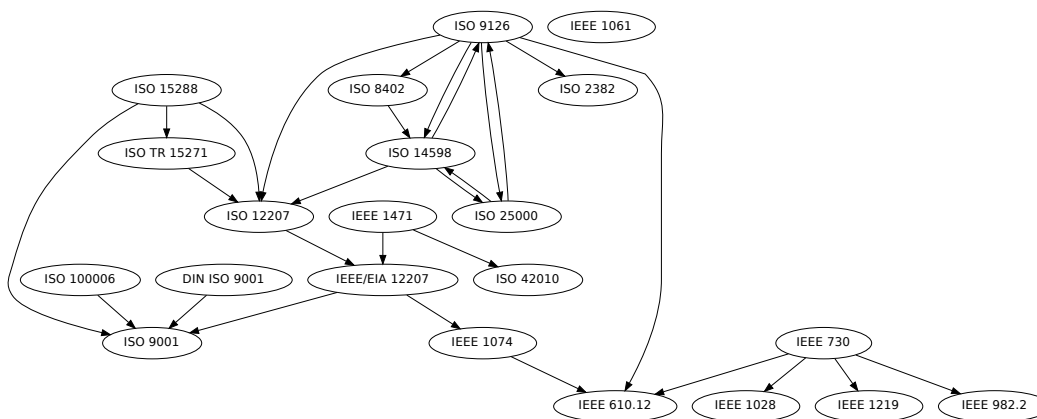 ISO 9126
IEEE 1061
ISO 15288
ISO 8402
ISO 2382
ISO TR 15271
ISO 14598
ISO 12207
IEEE 1471
ISO 25000
ISO 100006
DIN ISO 9001
IEEE/EIA 12207
ISO 42010
ISO 9001
IEEE 1074
IEEE 730
IEEE 610.12
IEEE 1028
IEEE 1219
IEEE 982.2